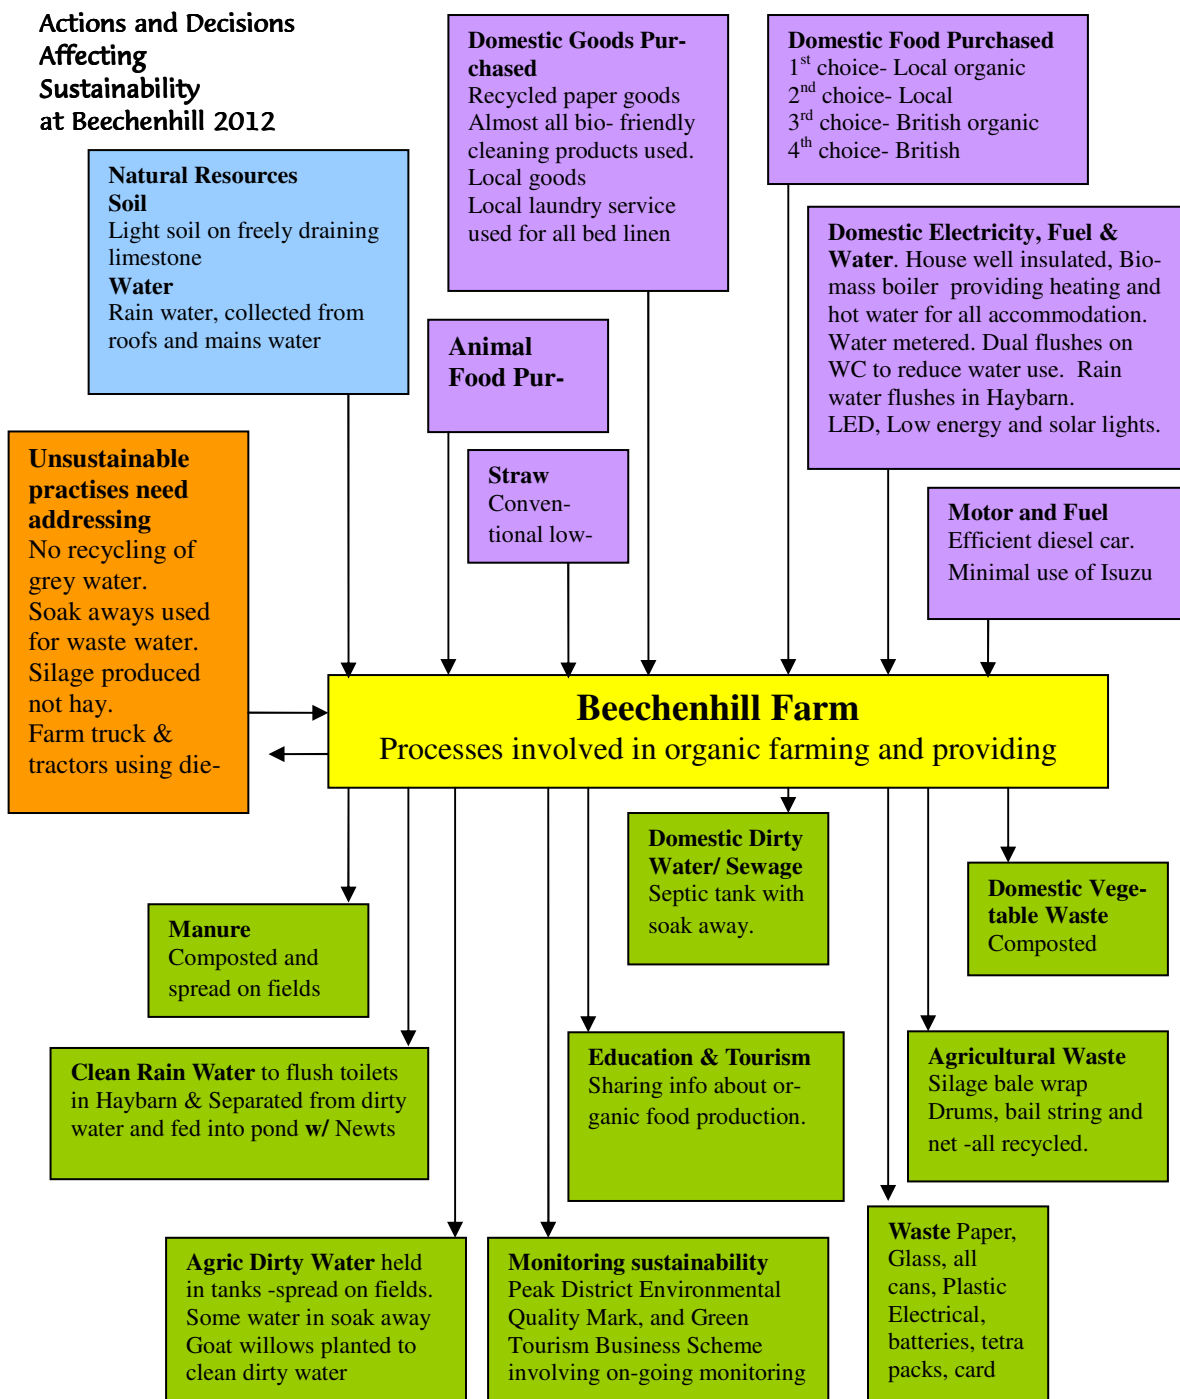 Actions and Decisions
Affecting
Sustainability
at Beechenhill 2012
Domestic Goods Pur-
chased
Recycled paper goods
Almost all bio- friendly
cleaning products used.
Local goods
Local laundry service
used for all bed linen
Domestic Food Purchased
1st choice- Local organic
2nd choice- Local
3rd choice- British organic
4th choice- British
Natural Resources
Soil
Light soil on freely draining
limestone
Water
Rain water, collected from
roofs and mains water
Domestic Electricity, Fuel &
Water. House well insulated, Bio-
mass boiler providing heating and
hot water for all accommodation.
Water metered. Dual flushes on
WC to reduce water use. Rain
water flushes in Haybarn.
LED, Low energy and solar lights.
Animal
Food Pur-
Straw
Conven-
tional low-
Motor and Fuel
Efficient diesel car.
Minimal use of Isuzu
Unsustainable
practises need
addressing
No recycling of
grey water.
Soak aways used
for waste water.
Silage produced
not hay.
Farm truck &
tractors using die-
Beechenhill Farm
Processes involved in organic farming and providing
Domestic Dirty
Water/ Sewage
Septic tank with
soak away.
Domestic Vege-
table Waste
Composted
Manure
Composted and
spread on fields
Clean Rain Water to flush toilets
in Haybarn & Separated from dirty
water and fed into pond w/ Newts
Education & Tourism
Sharing info about or-
ganic food production.
Agricultural Waste
Silage bale wrap
Drums, bail string and
net -all recycled.
Agric Dirty Water held
in tanks -spread on fields.
Some water in soak away
Goat willows planted to
clean dirty water
Monitoring sustainability
Peak District Environmental
Quality Mark, and Green
Tourism Business Scheme
involving on-going monitoring
Waste Paper,
Glass, all
cans, Plastic
Electrical,
batteries, tetra
packs, card